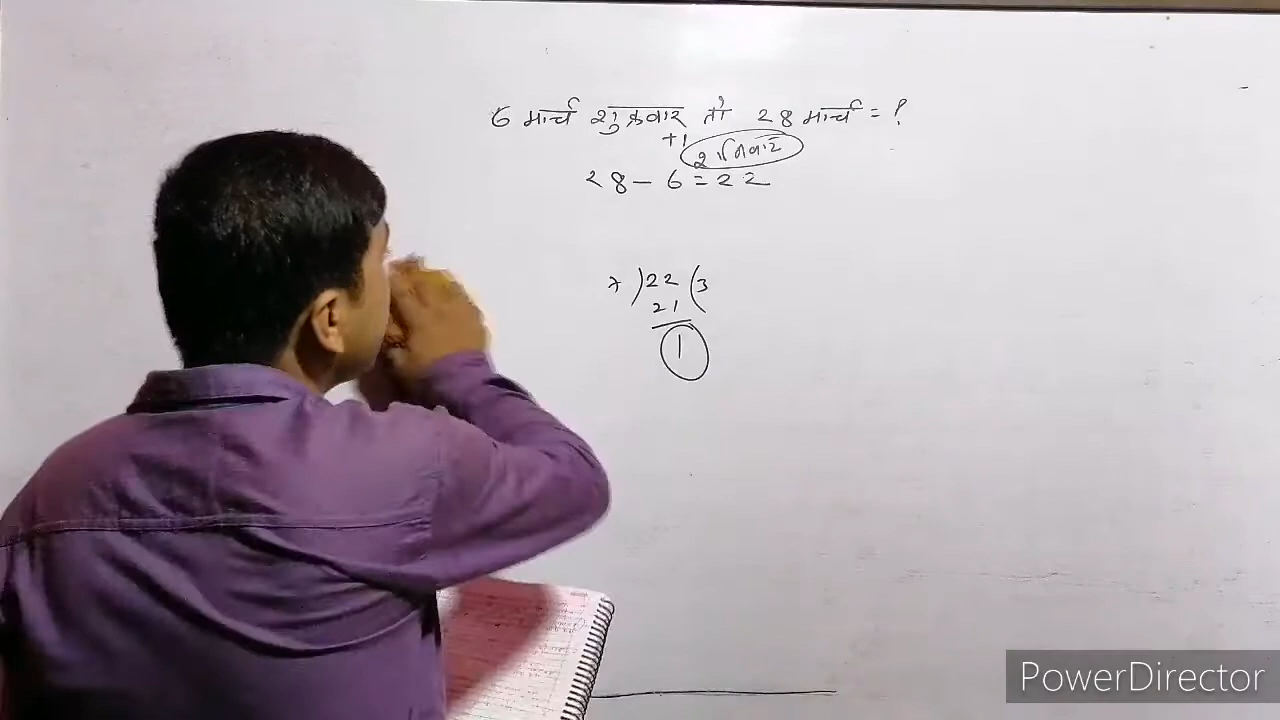 6 मार्च शुक्रवार तो 28 मार्च = ?
+1 शनिवार
28 - 6 = 22
7 ) 22 ( 3
21
1
PowerDirector